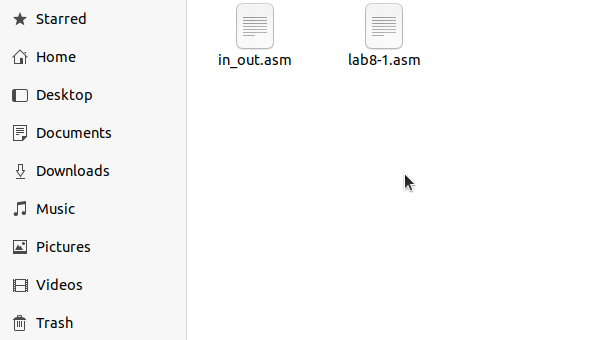 Starred
Home
Desktop
Documents
Downloads
Music
Pictures
Videos
Trash
in_out.asm
lab8-1.asm